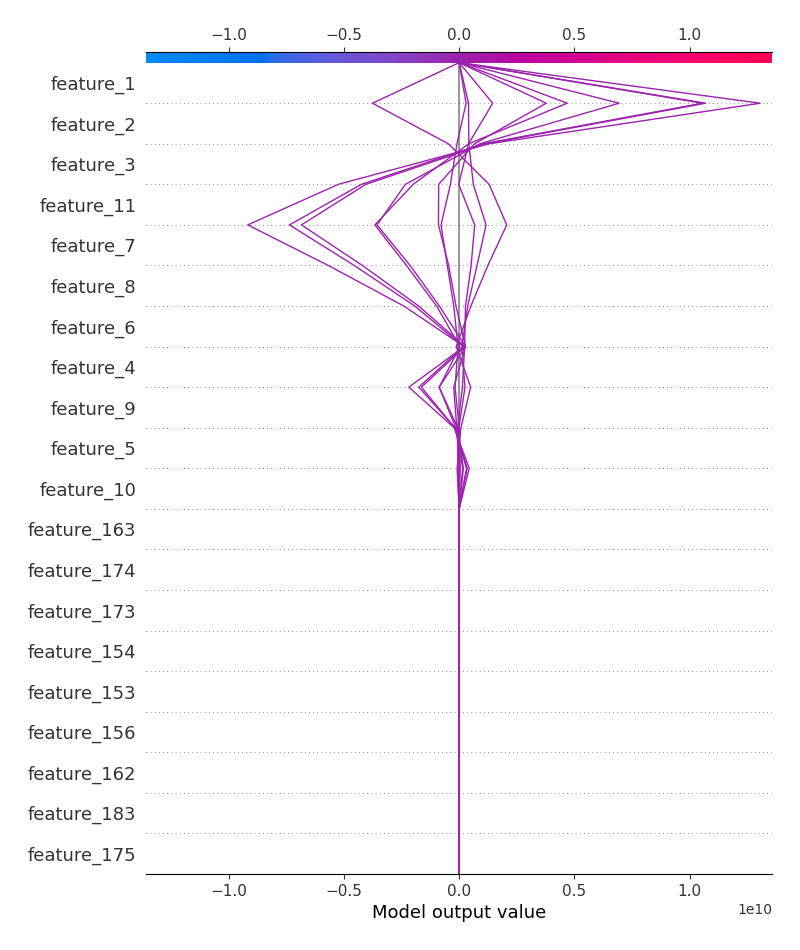 −1.0 −0.5 0.0 0.5 1.0
feature_1
feature_2
feature_3
feature_11
feature_7
feature_8
feature_6
feature_4
feature_9
feature_5
feature_10
feature_163
feature_174
feature_173
feature_154
feature_153
feature_156
feature_162
feature_183
feature_175
−1.0 −0.5 0.0 0.5 1.0
1e10
Model output value